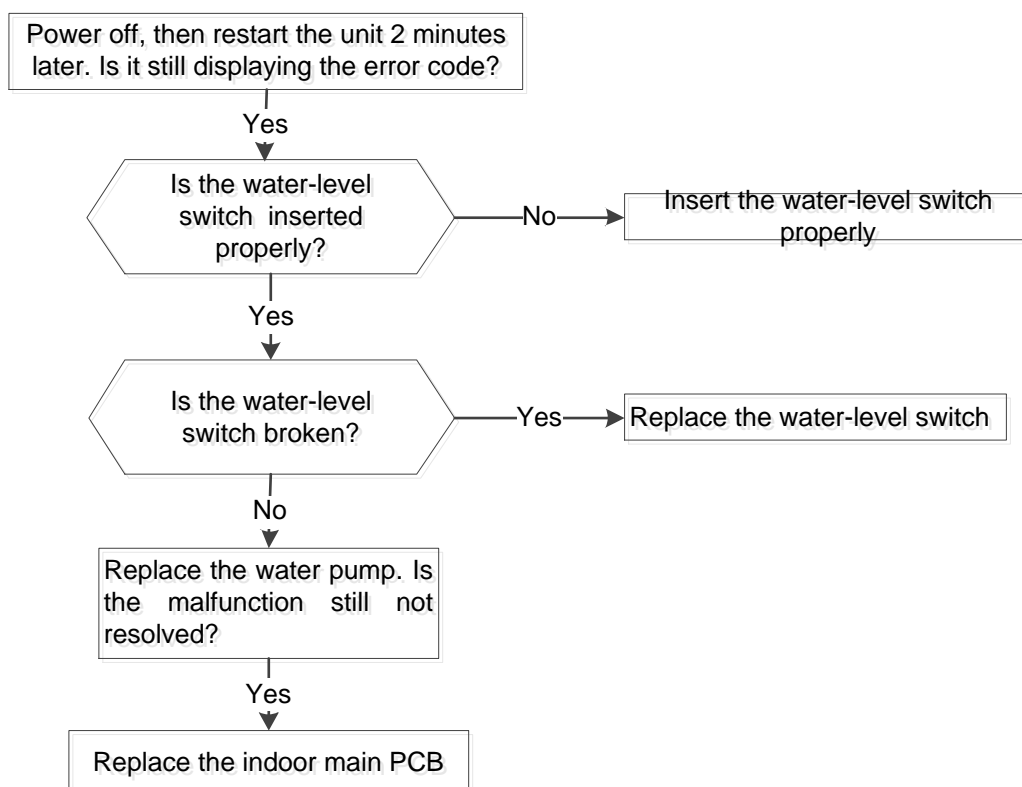 Power off, then restart the unit 2 minutes
later. Is it still displaying the error code?
Yes
Is the water-level
switch inserted
properly?
No
Insert the water-level switch
properly
Yes
Is the water-level
switch broken?
Yes
Replace the water-level switch
No
Replace the water pump. Is
the malfunction still not
resolved?
Yes
Replace the indoor main PCB